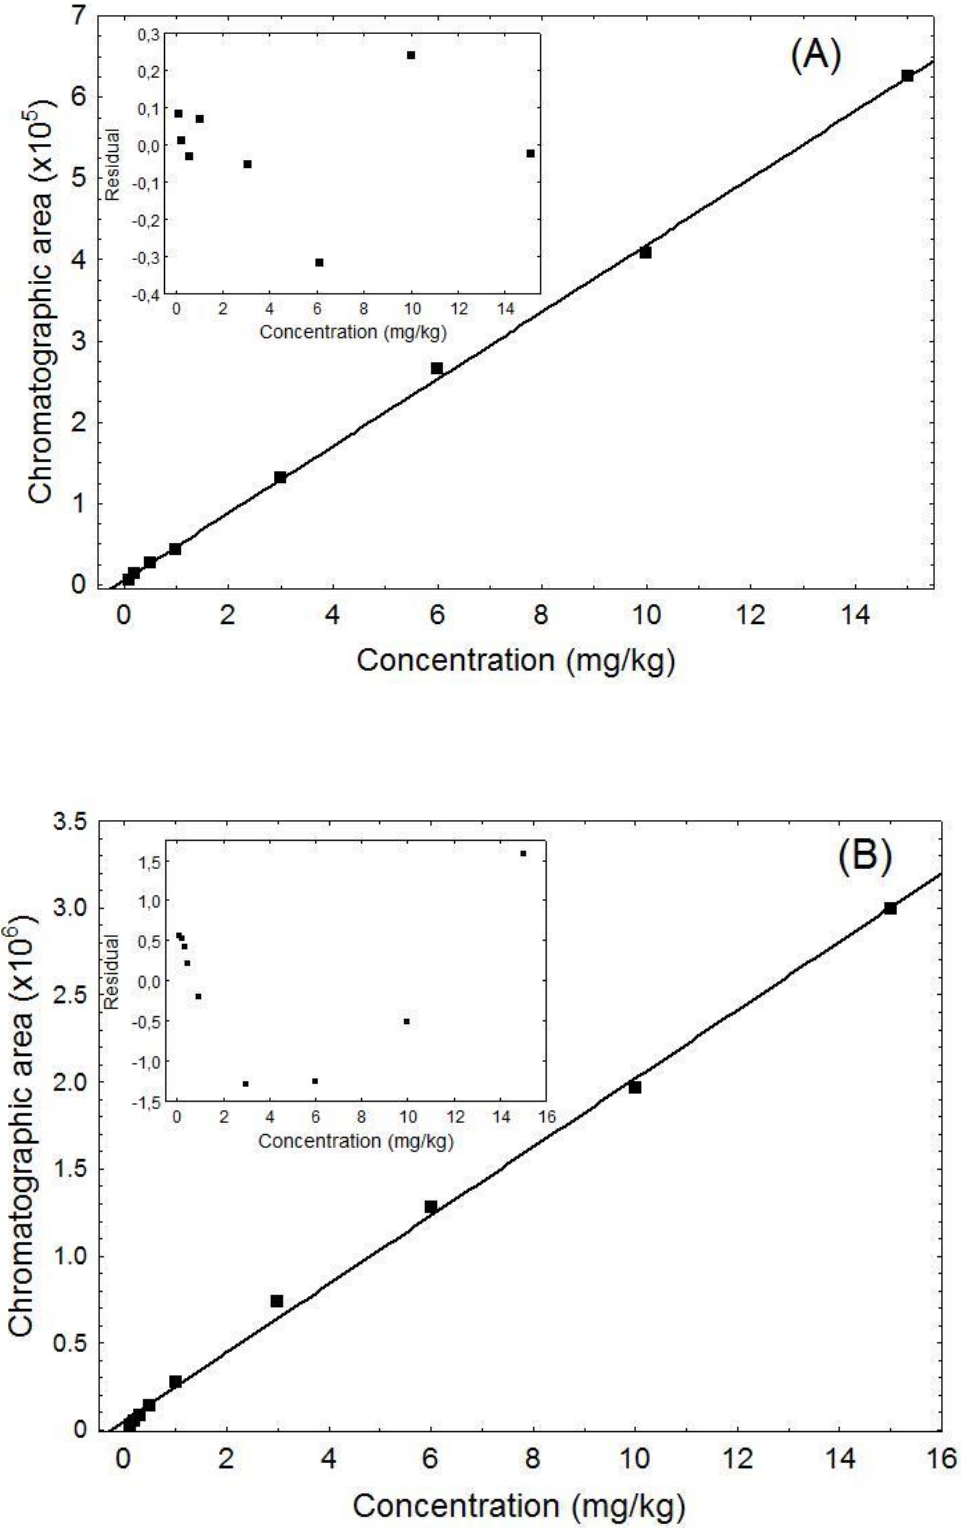 (A)
Chromatographic area (x10⁵)
7
6
5
4
3
2
1
0
0 2 4 6 8 10 12 14
Concentration (mg/kg)
Residual
0,3
0,2
0,1
0,0
-0,1
-0,2
-0,3
-0,4
0 2 4 6 8 10 12 14
Concentration (mg/kg)
(B)
Chromatographic area (x10⁶)
3.5
3.0
2.5
2.0
1.5
1.0
0.5
0
0 2 4 6 8 10 12 14 16
Concentration (mg/kg)
Residual
1,5
1,0
0,5
0,0
-0,5
-1,0
-1,5
0 2 4 6 8 10 12 14 16
Concentration (mg/kg)